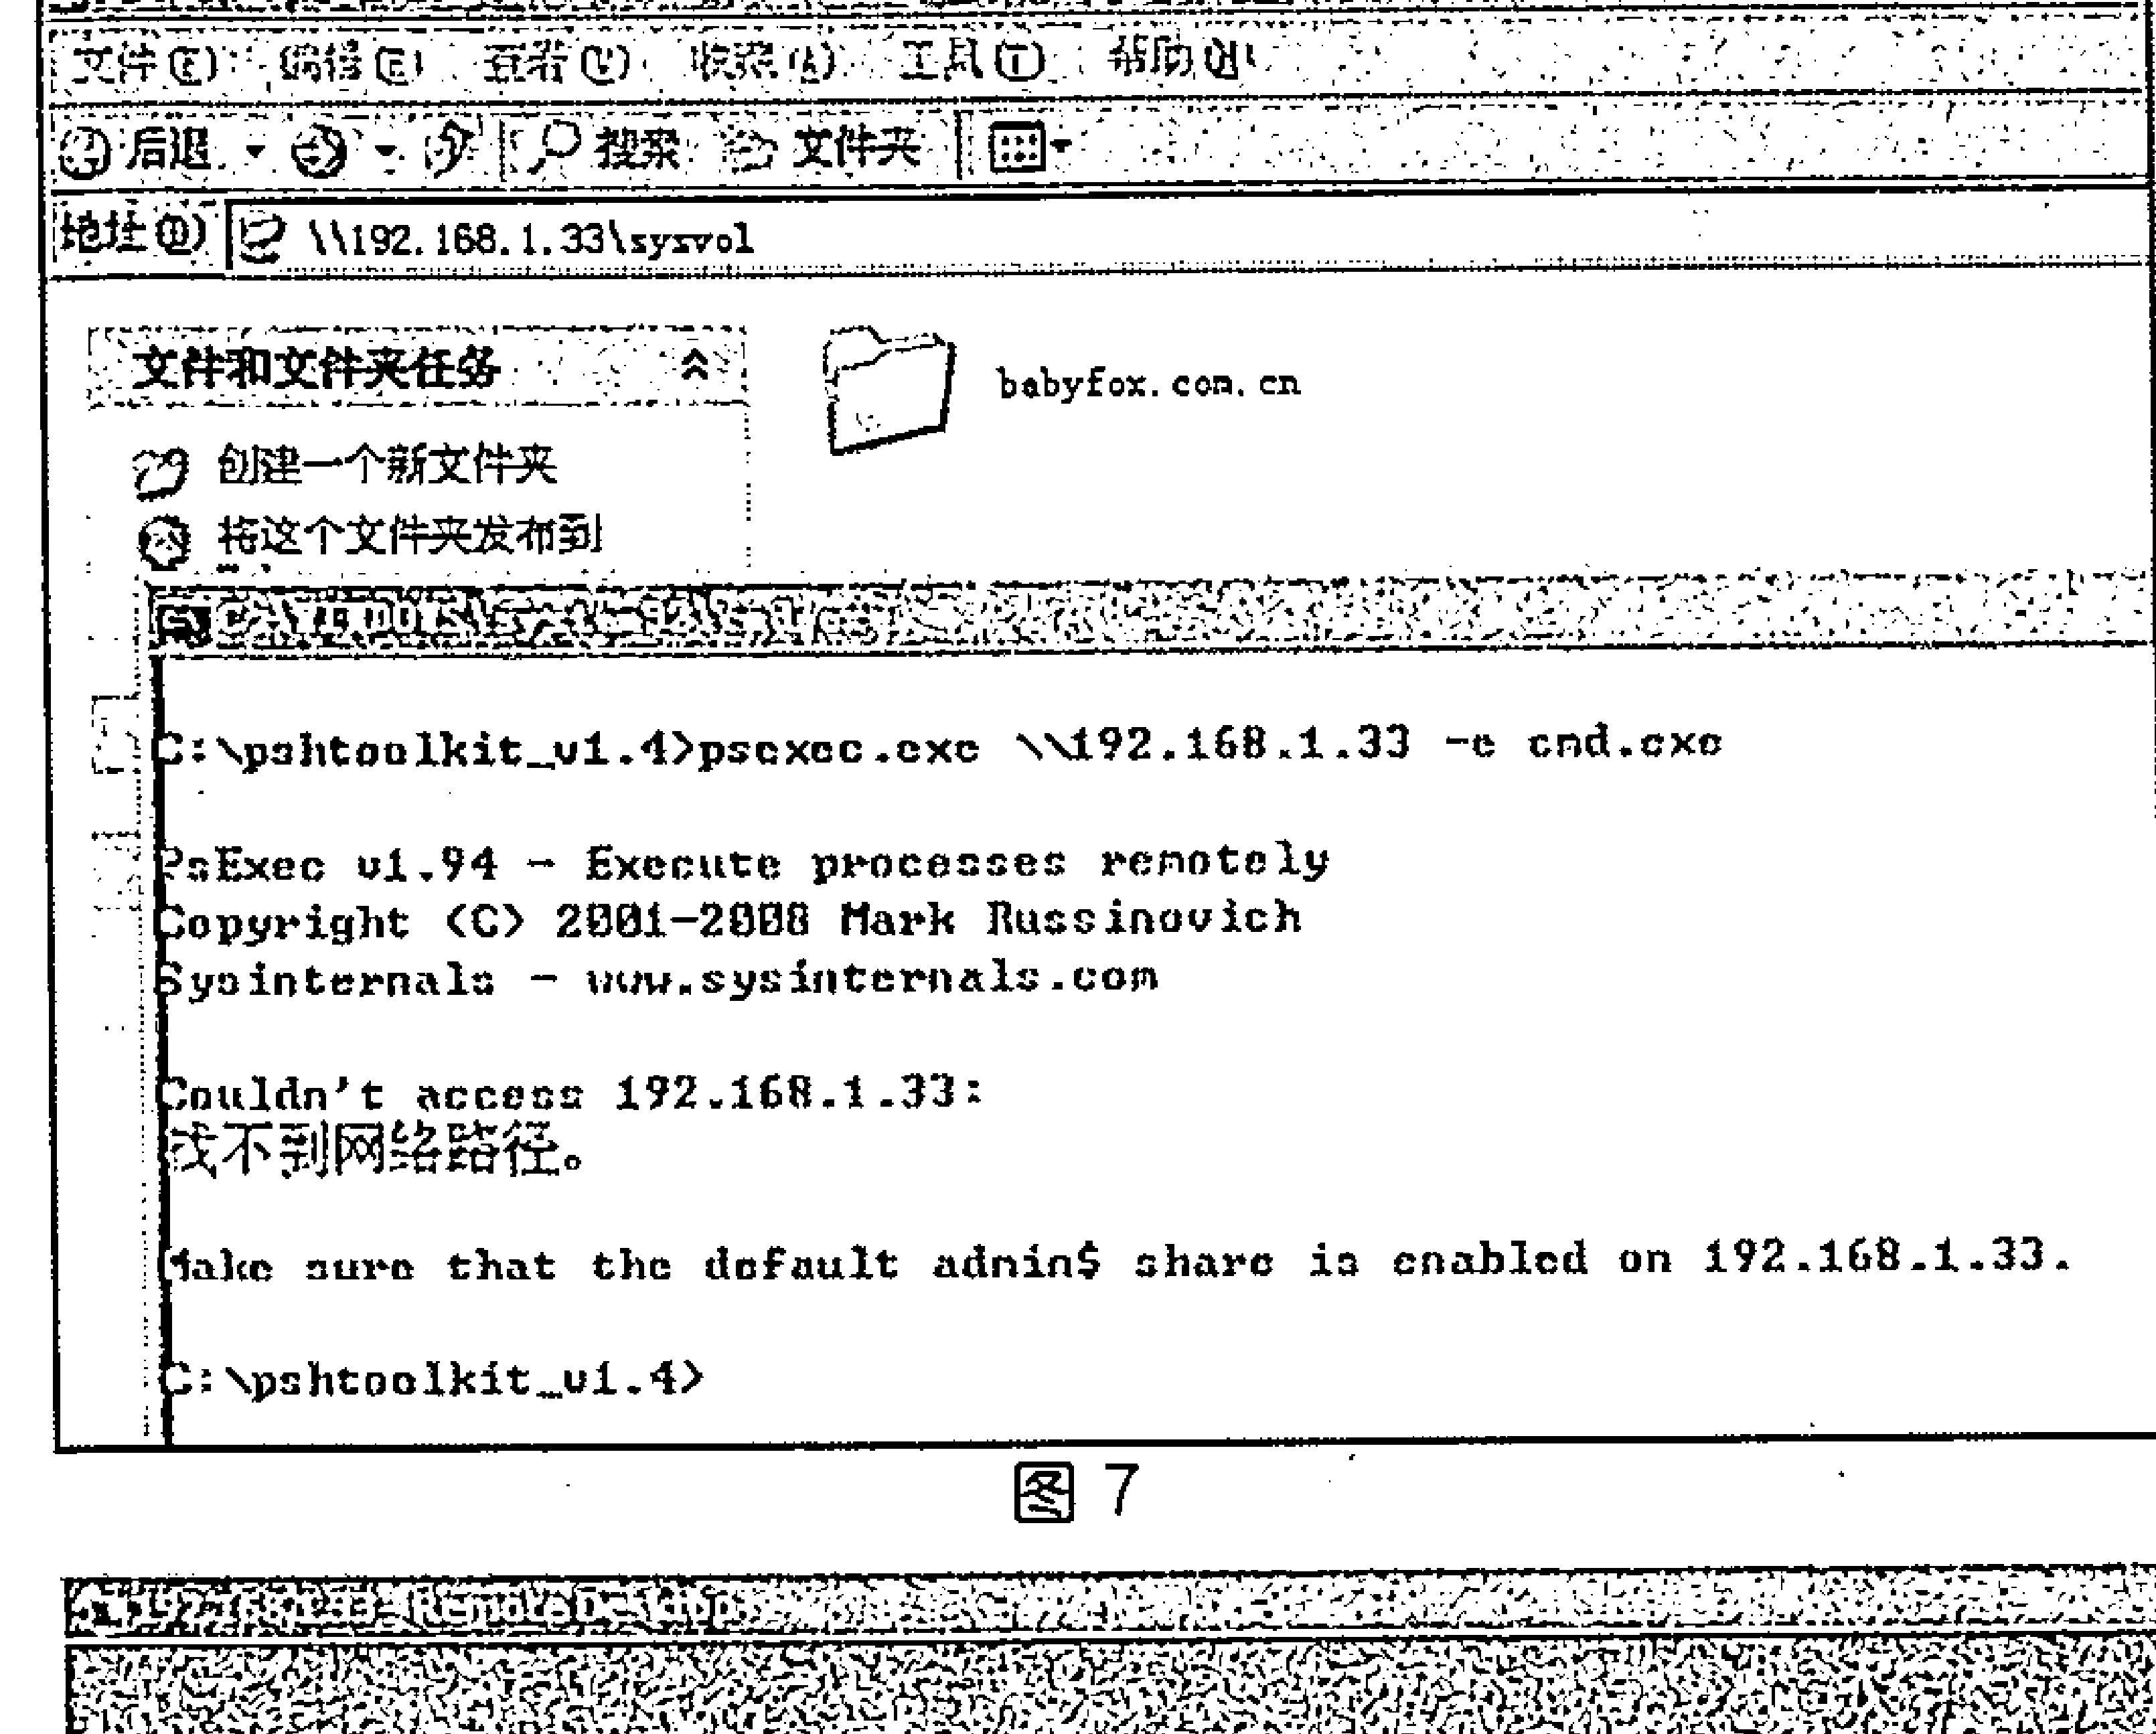 文件(F) 编辑(E) 查看(V) 收藏(A) 工具(T) 帮助(H)
后退 搜索 文件夹
地址(D) \\192.168.1.33\sysvol
文件和文件夹任务
babyfox.com.cn
创建一个新文件夹
将这个文件夹发布到
C:\pshtoolkit_v1.4>psexec.exe \\192.168.1.33 -e cmd.exe
PsExec v1.94 - Execute processes remotely
Copyright (C) 2001-2008 Mark Russinovich
Sysinternals - www.sysinternals.com
Couldn't access 192.168.1.33:
找不到网络路径。
Make sure that the default admin$ share is enabled on 192.168.1.33.
C:\pshtoolkit_v1.4>
图 7
Remote Desktop